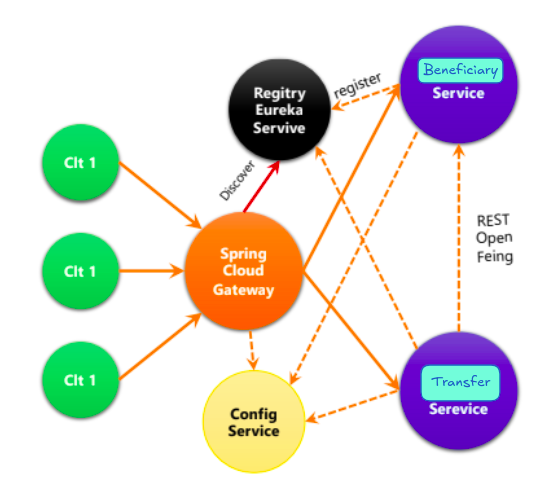 Regitry
Eureka
Servive
register
Beneficiary
Service
Clt 1
Discover
Clt 1
Spring
Cloud
Gateway
REST
Open
Feing
Clt 1
Config
Service
Transfer
Serevice